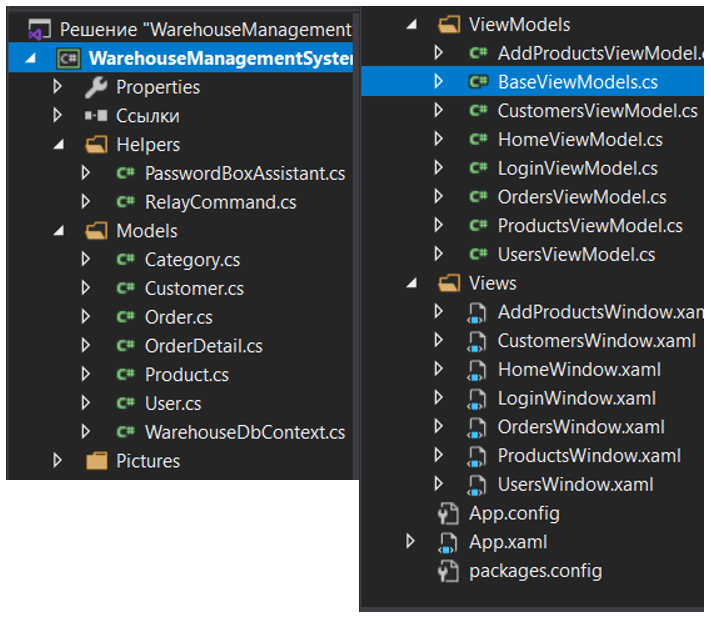 Решение "WarehouseManagement
WarehouseManagementSyste
Properties
Ссылки
Helpers
C# PasswordBoxAssistant.cs
C# RelayCommand.cs
Models
C# Category.cs
C# Customer.cs
C# Order.cs
C# OrderDetail.cs
C# Product.cs
C# User.cs
C# WarehouseDbContext.cs
Pictures
ViewModels
C# AddProductsViewModel.c
C# BaseViewModels.cs
C# CustomersViewModel.cs
C# HomeViewModel.cs
C# LoginViewModel.cs
C# OrdersViewModel.cs
C# ProductsViewModel.cs
C# UsersViewModel.cs
Views
AddProductsWindow.xam
CustomersWindow.xaml
HomeWindow.xaml
LoginWindow.xaml
OrdersWindow.xaml
ProductsWindow.xaml
UsersWindow.xaml
App.config
App.xaml
packages.config